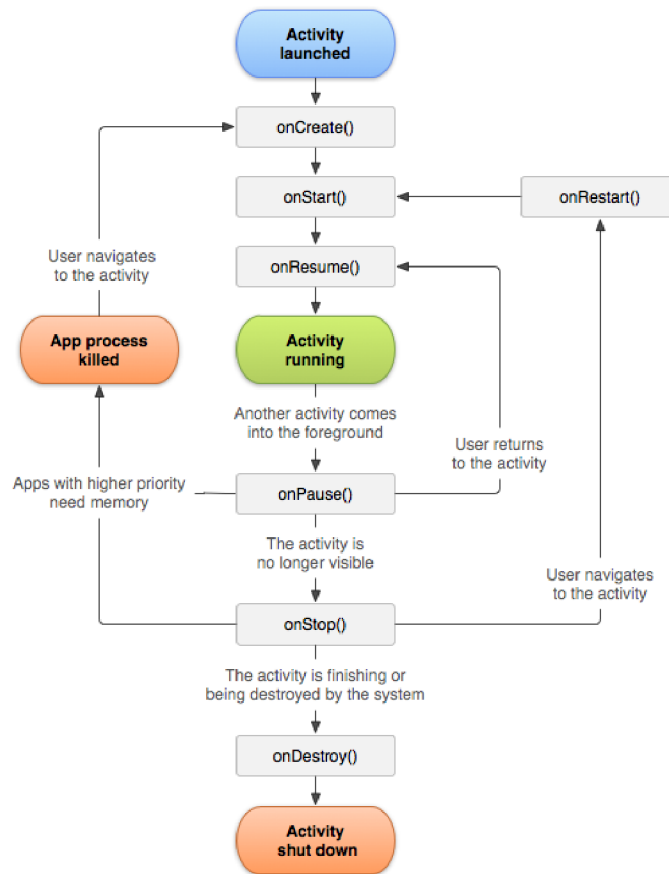 Activity
launched
onCreate()
onStart()
onRestart()
User navigates
to the activity
onResume()
App process
killed
Activity
running
Another activity comes
into the foreground
User returns
to the activity
Apps with higher priority
need memory
onPause()
The activity is
no longer visible
User navigates
to the activity
onStop()
The activity is finishing or
being destroyed by the system
onDestroy()
Activity
shut down